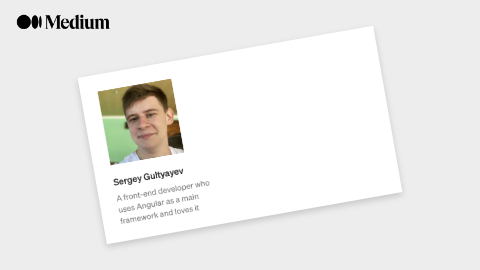 Medium
Sergey Gultyayev
A front-end developer who
uses Angular as a main
framework and loves it